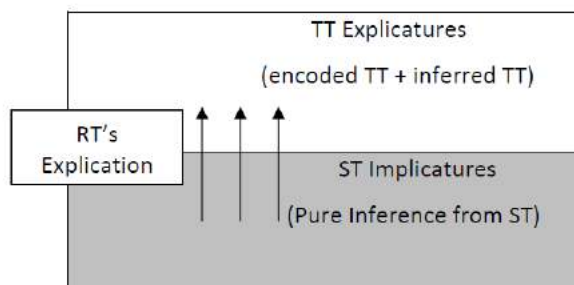 TT Explicatures
(encoded TT + inferred TT)
RT's
Explication
ST Implicatures
(Pure Inference from ST)